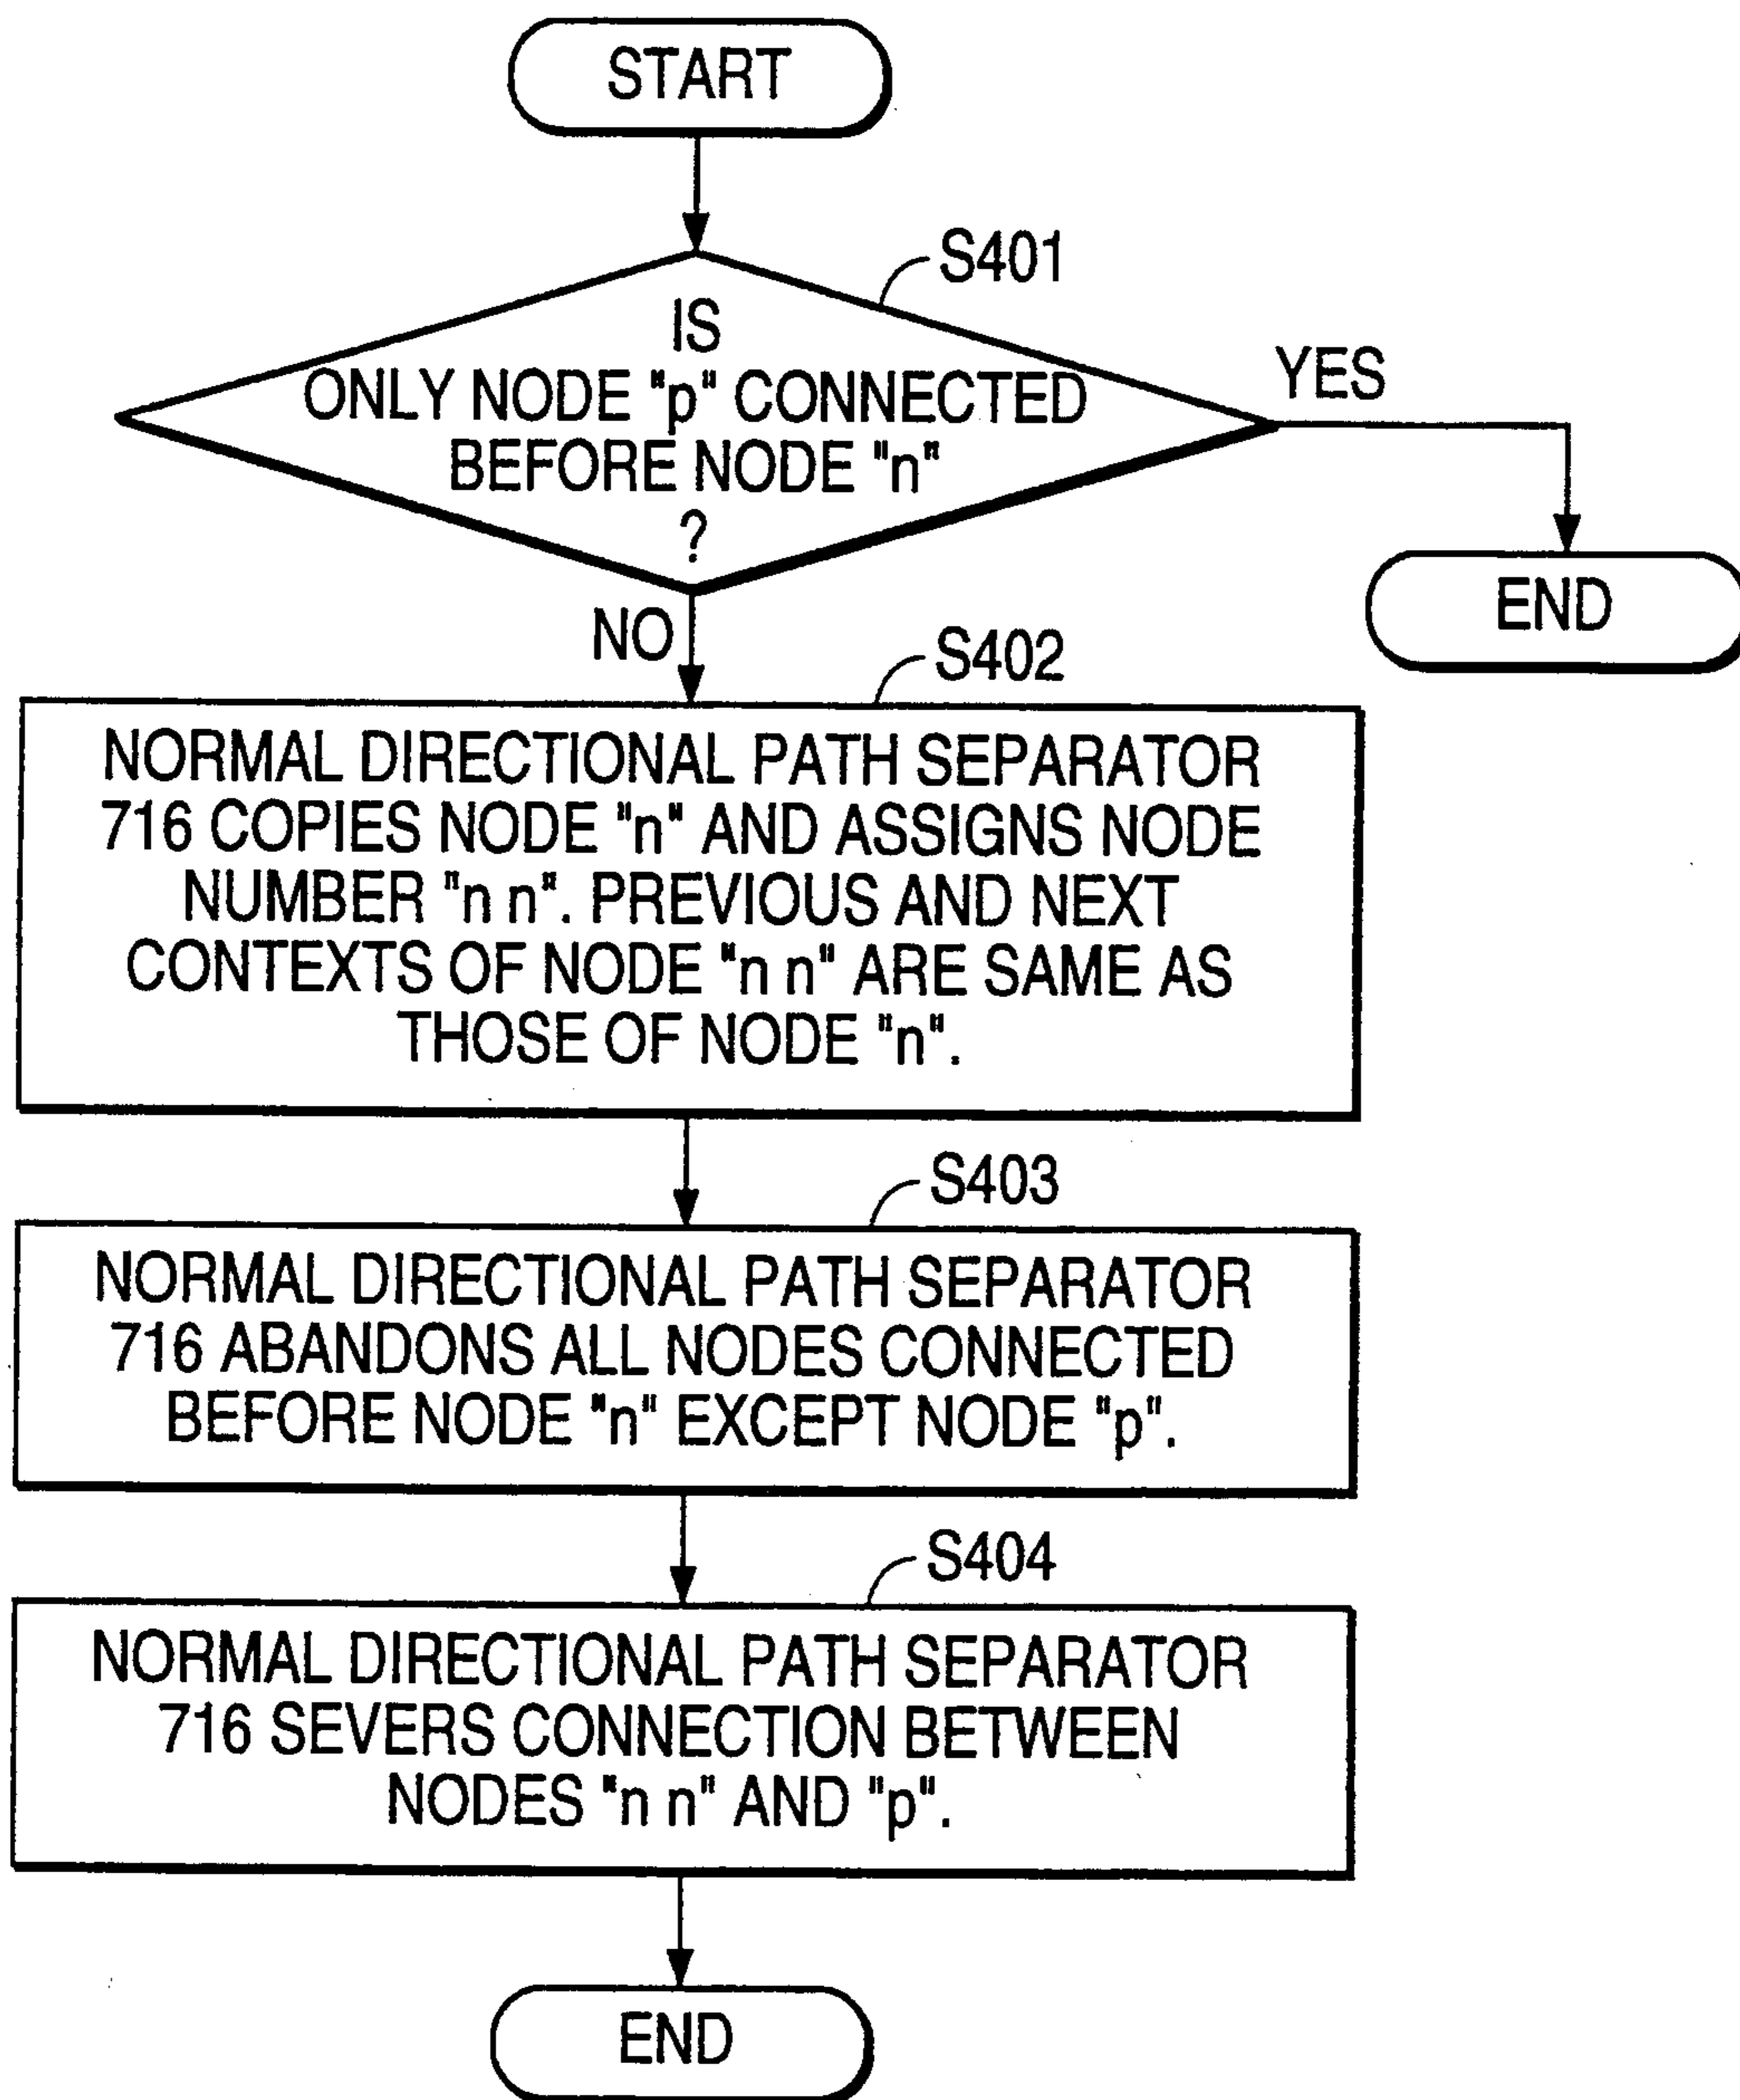 START
S401
IS
ONLY NODE "p" CONNECTED
BEFORE NODE "n"
?
YES
END
NO
S402
NORMAL DIRECTIONAL PATH SEPARATOR
716 COPIES NODE "n" AND ASSIGNS NODE
NUMBER "n n". PREVIOUS AND NEXT
CONTEXTS OF NODE "n n" ARE SAME AS
THOSE OF NODE "n".
S403
NORMAL DIRECTIONAL PATH SEPARATOR
716 ABANDONS ALL NODES CONNECTED
BEFORE NODE "n" EXCEPT NODE "p".
S404
NORMAL DIRECTIONAL PATH SEPARATOR
716 SEVERS CONNECTION BETWEEN
NODES "n n" AND "p".
END